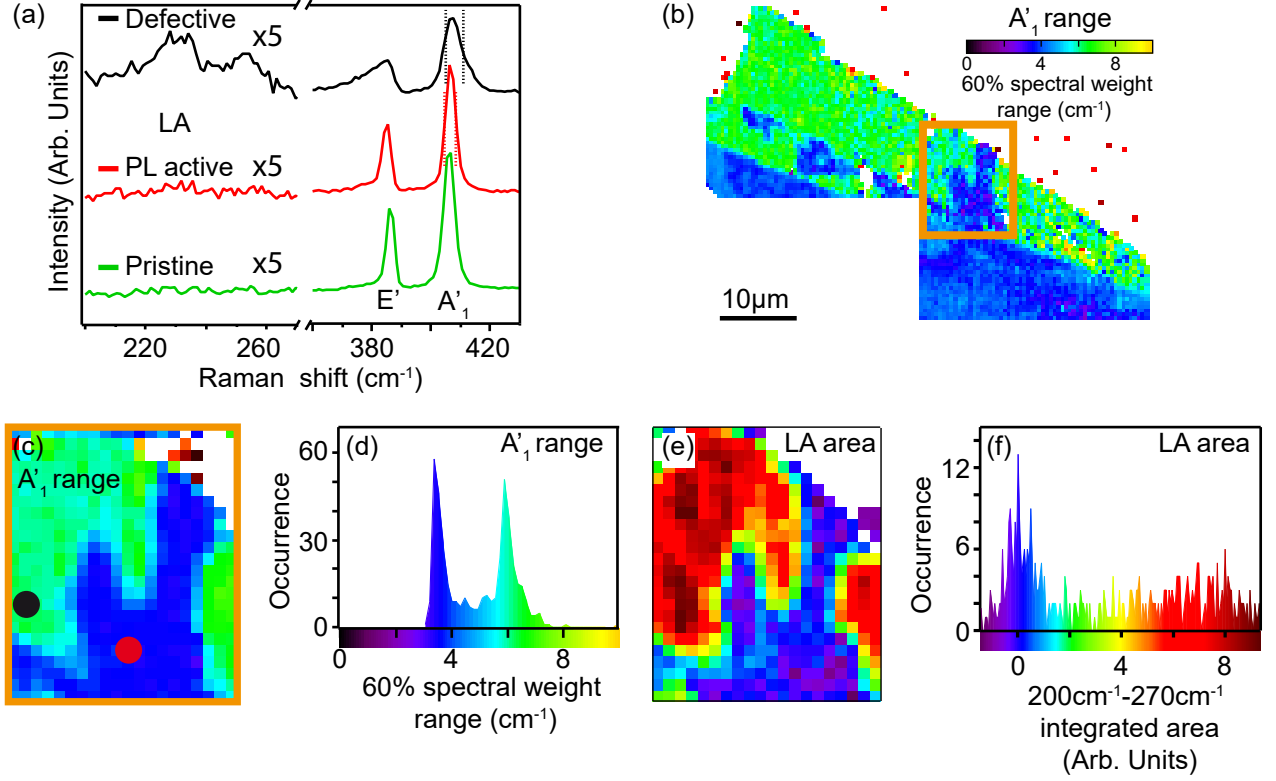 (a)
Defective
x5
LA
PL active
x5
Pristine
x5
E’
A’1
Intensity (Arb. Units)
220
260
380
420
Raman shift (cm-1)
(b)
A’1 range
0
4
8
60% spectral weight
range (cm-1)
10μm
(c)
A’1 range
(d)
A’1 range
Occurrence
60
30
0
0
4
8
60% spectral weight
range (cm-1)
(e)
LA area
(f)
LA area
Occurrence
12
6
0
0
4
8
200cm-1-270cm-1
integrated area
(Arb. Units)